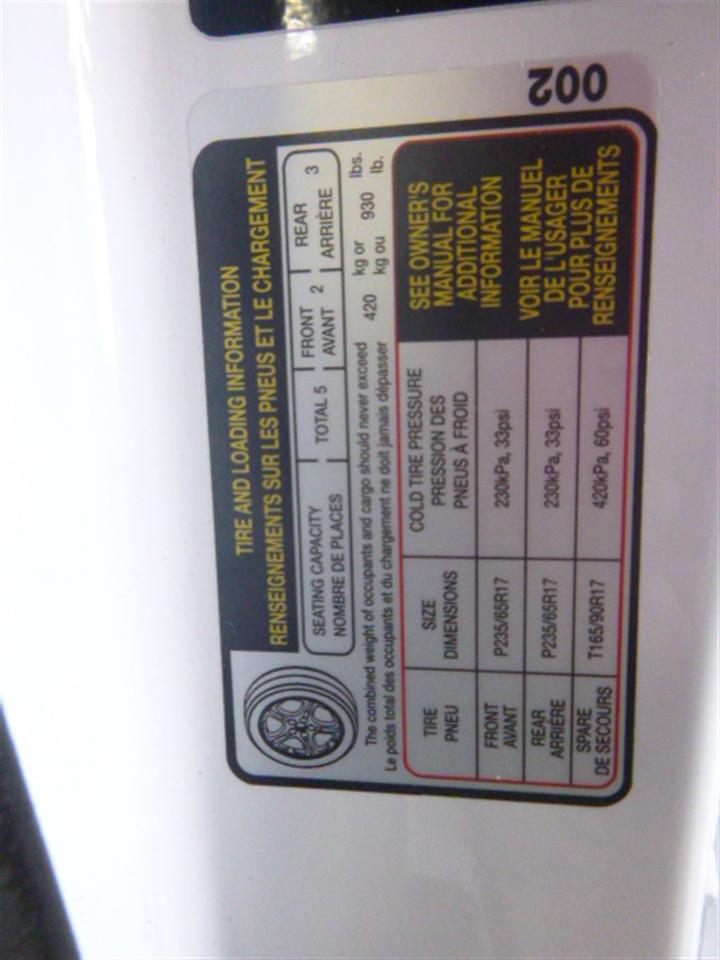 TIRE AND LOADING INFORMATION
RENSEIGNEMENTS SUR LES PNEUS ET LE CHARGEMENT
SEATING CAPACITY TOTAL 5 FRONT 2 REAR 3
NOMBRE DE PLACES AVANT ARRIÈRE
The combined weight of occupants and cargo should never exceed 420 kg or 930 lbs.
Le poids total des occupants et du chargement ne doit jamais dépasser kg ou lb.
TIRE SIZE COLD TIRE PRESSURE
PNEU DIMENSIONS PRESSION DES
PNEUS À FROID
FRONT P235/65R17 230kPa, 33psi
AVANT
REAR P235/65R17 230kPa, 33psi
ARRIÈRE
SPARE T165/90R17 420kPa, 60psi
DE SECOURS
SEE OWNER'S
MANUAL FOR
ADDITIONAL
INFORMATION
VOIR LE MANUEL
DE L'USAGER
POUR PLUS DE
RENSEIGNEMENTS
002